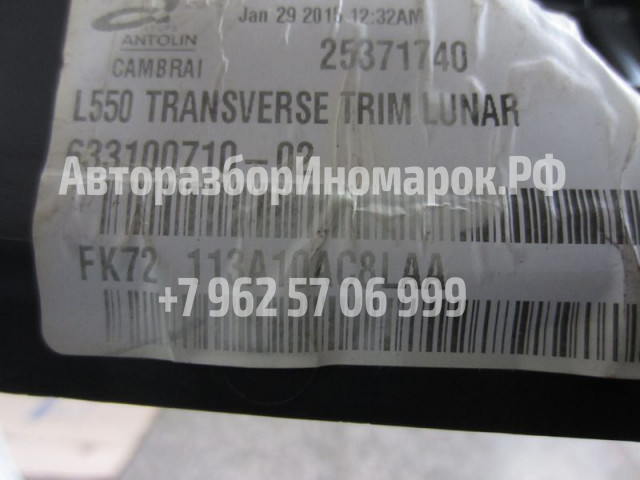 Jan 29 2015 12:32AM
ANTOLIN
CAMBRAI
25371740
L550 TRANSVERSE TRIM LUNAR
633100710-02
АвторазборИномарок.РФ
FK72 113A10AC8LAA
+7 962 57 06 999